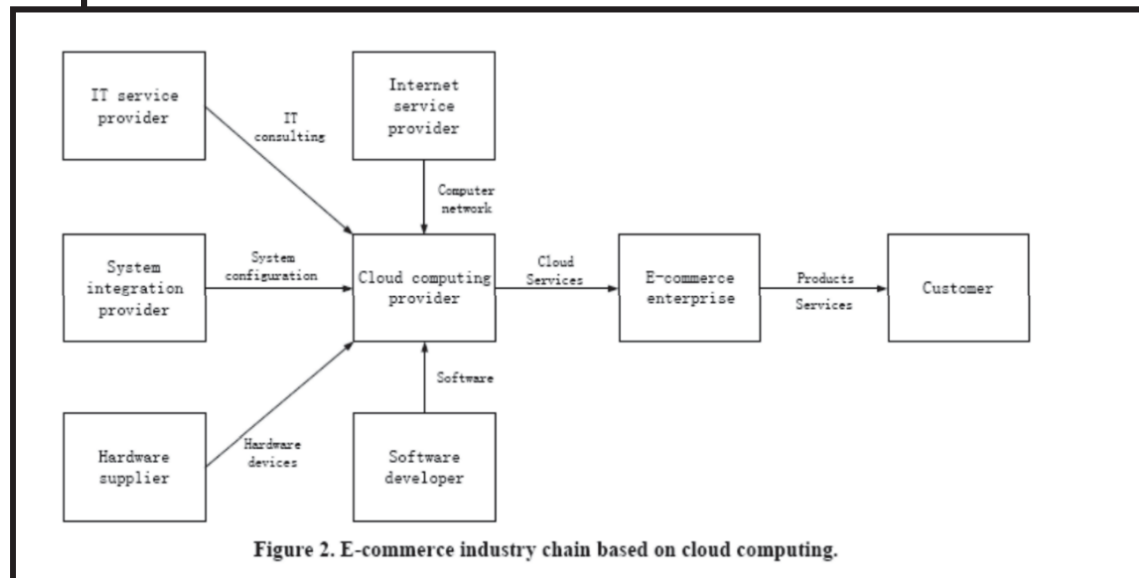 IT service
provider
Internet
service
provider
IT
consulting
Computer
network
System
integration
provider
System
configuration
Cloud computing
provider
Cloud
Services
E-commerce
enterprise
Products
Services
Customer
Software
Hardware
supplier
Hardware
devices
Software
developer
Figure 2. E-commerce industry chain based on cloud computing.